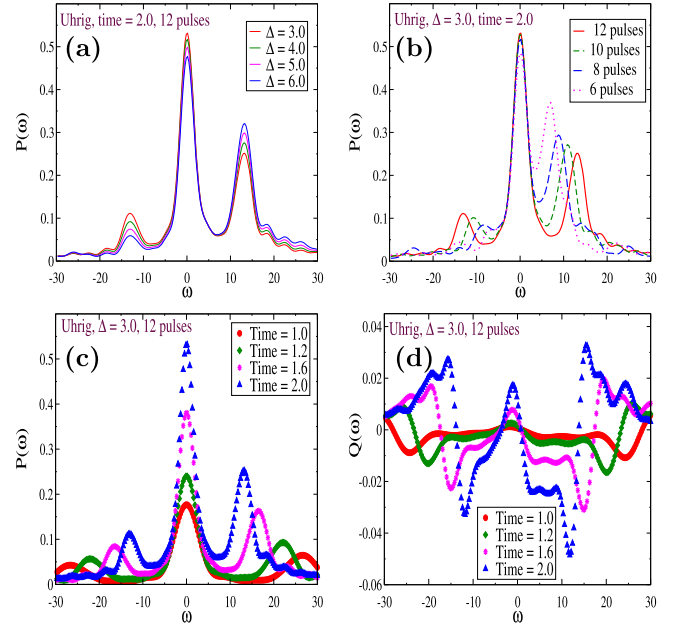 Uhrig, time = 2.0, 12 pulses
(a)
Δ = 3.0
Δ = 4.0
Δ = 5.0
Δ = 6.0
P(ω)
0.5
0.4
0.3
0.2
0.1
0
-30 -20 -10 0 10 20 30
ω
Uhrig, Δ = 3.0, time = 2.0
(b)
12 pulses
10 pulses
8 pulses
6 pulses
P(ω)
0.5
0.4
0.3
0.2
0.1
0
-30 -20 -10 0 10 20 30
ω
Uhrig, Δ = 3.0, 12 pulses
(c)
Time = 1.0
Time = 1.2
Time = 1.6
Time = 2.0
P(ω)
0.5
0.4
0.3
0.2
0.1
0
-30 -20 -10 0 10 20 30
ω
Uhrig, Δ = 3.0, 12 pulses
(d)
Q(ω)
0.04
0.02
0
-0.02
-0.04
-0.06
Time = 1.0
Time = 1.2
Time = 1.6
Time = 2.0
-30 -20 -10 0 10 20 30
ω